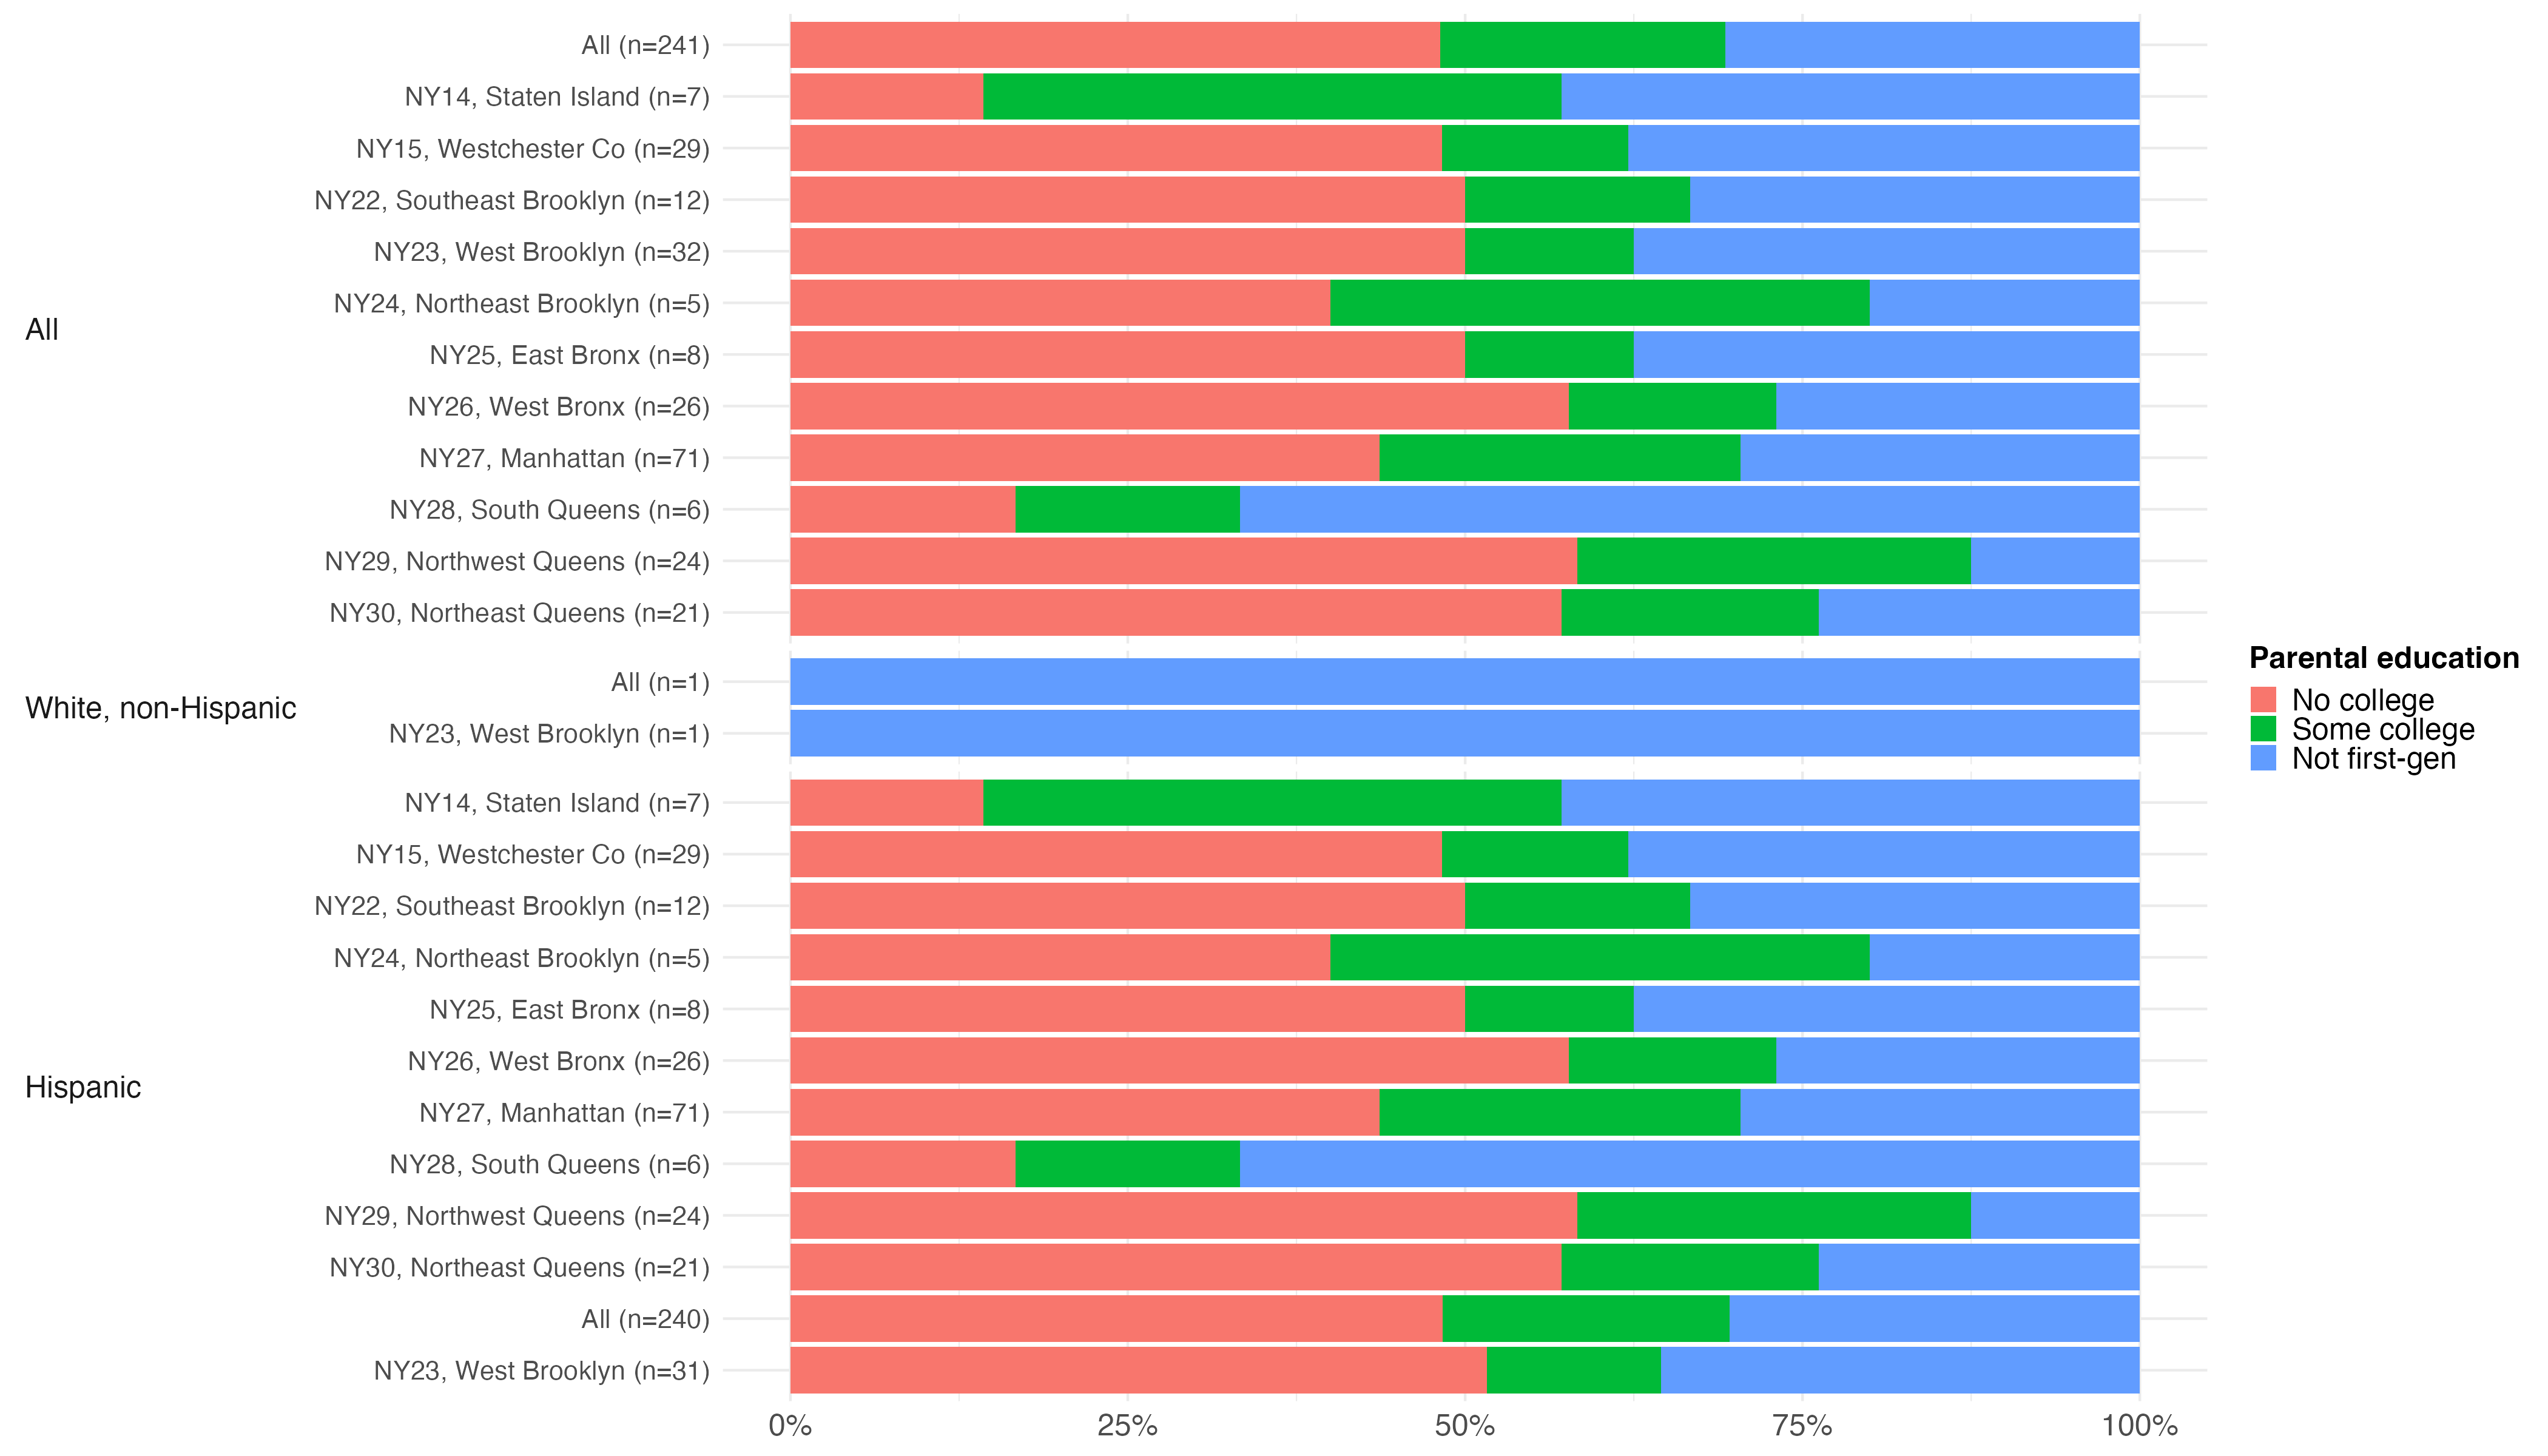 All
All (n=241)
NY14, Staten Island (n=7)
NY15, Westchester Co (n=29)
NY22, Southeast Brooklyn (n=12)
NY23, West Brooklyn (n=32)
NY24, Northeast Brooklyn (n=5)
NY25, East Bronx (n=8)
NY26, West Bronx (n=26)
NY27, Manhattan (n=71)
NY28, South Queens (n=6)
NY29, Northwest Queens (n=24)
NY30, Northeast Queens (n=21)
White, non-Hispanic
All (n=1)
NY23, West Brooklyn (n=1)
Hispanic
NY14, Staten Island (n=7)
NY15, Westchester Co (n=29)
NY22, Southeast Brooklyn (n=12)
NY24, Northeast Brooklyn (n=5)
NY25, East Bronx (n=8)
NY26, West Bronx (n=26)
NY27, Manhattan (n=71)
NY28, South Queens (n=6)
NY29, Northwest Queens (n=24)
NY30, Northeast Queens (n=21)
All (n=240)
NY23, West Brooklyn (n=31)
0% 25% 50% 75% 100%
Parental education
No college
Some college
Not first-gen